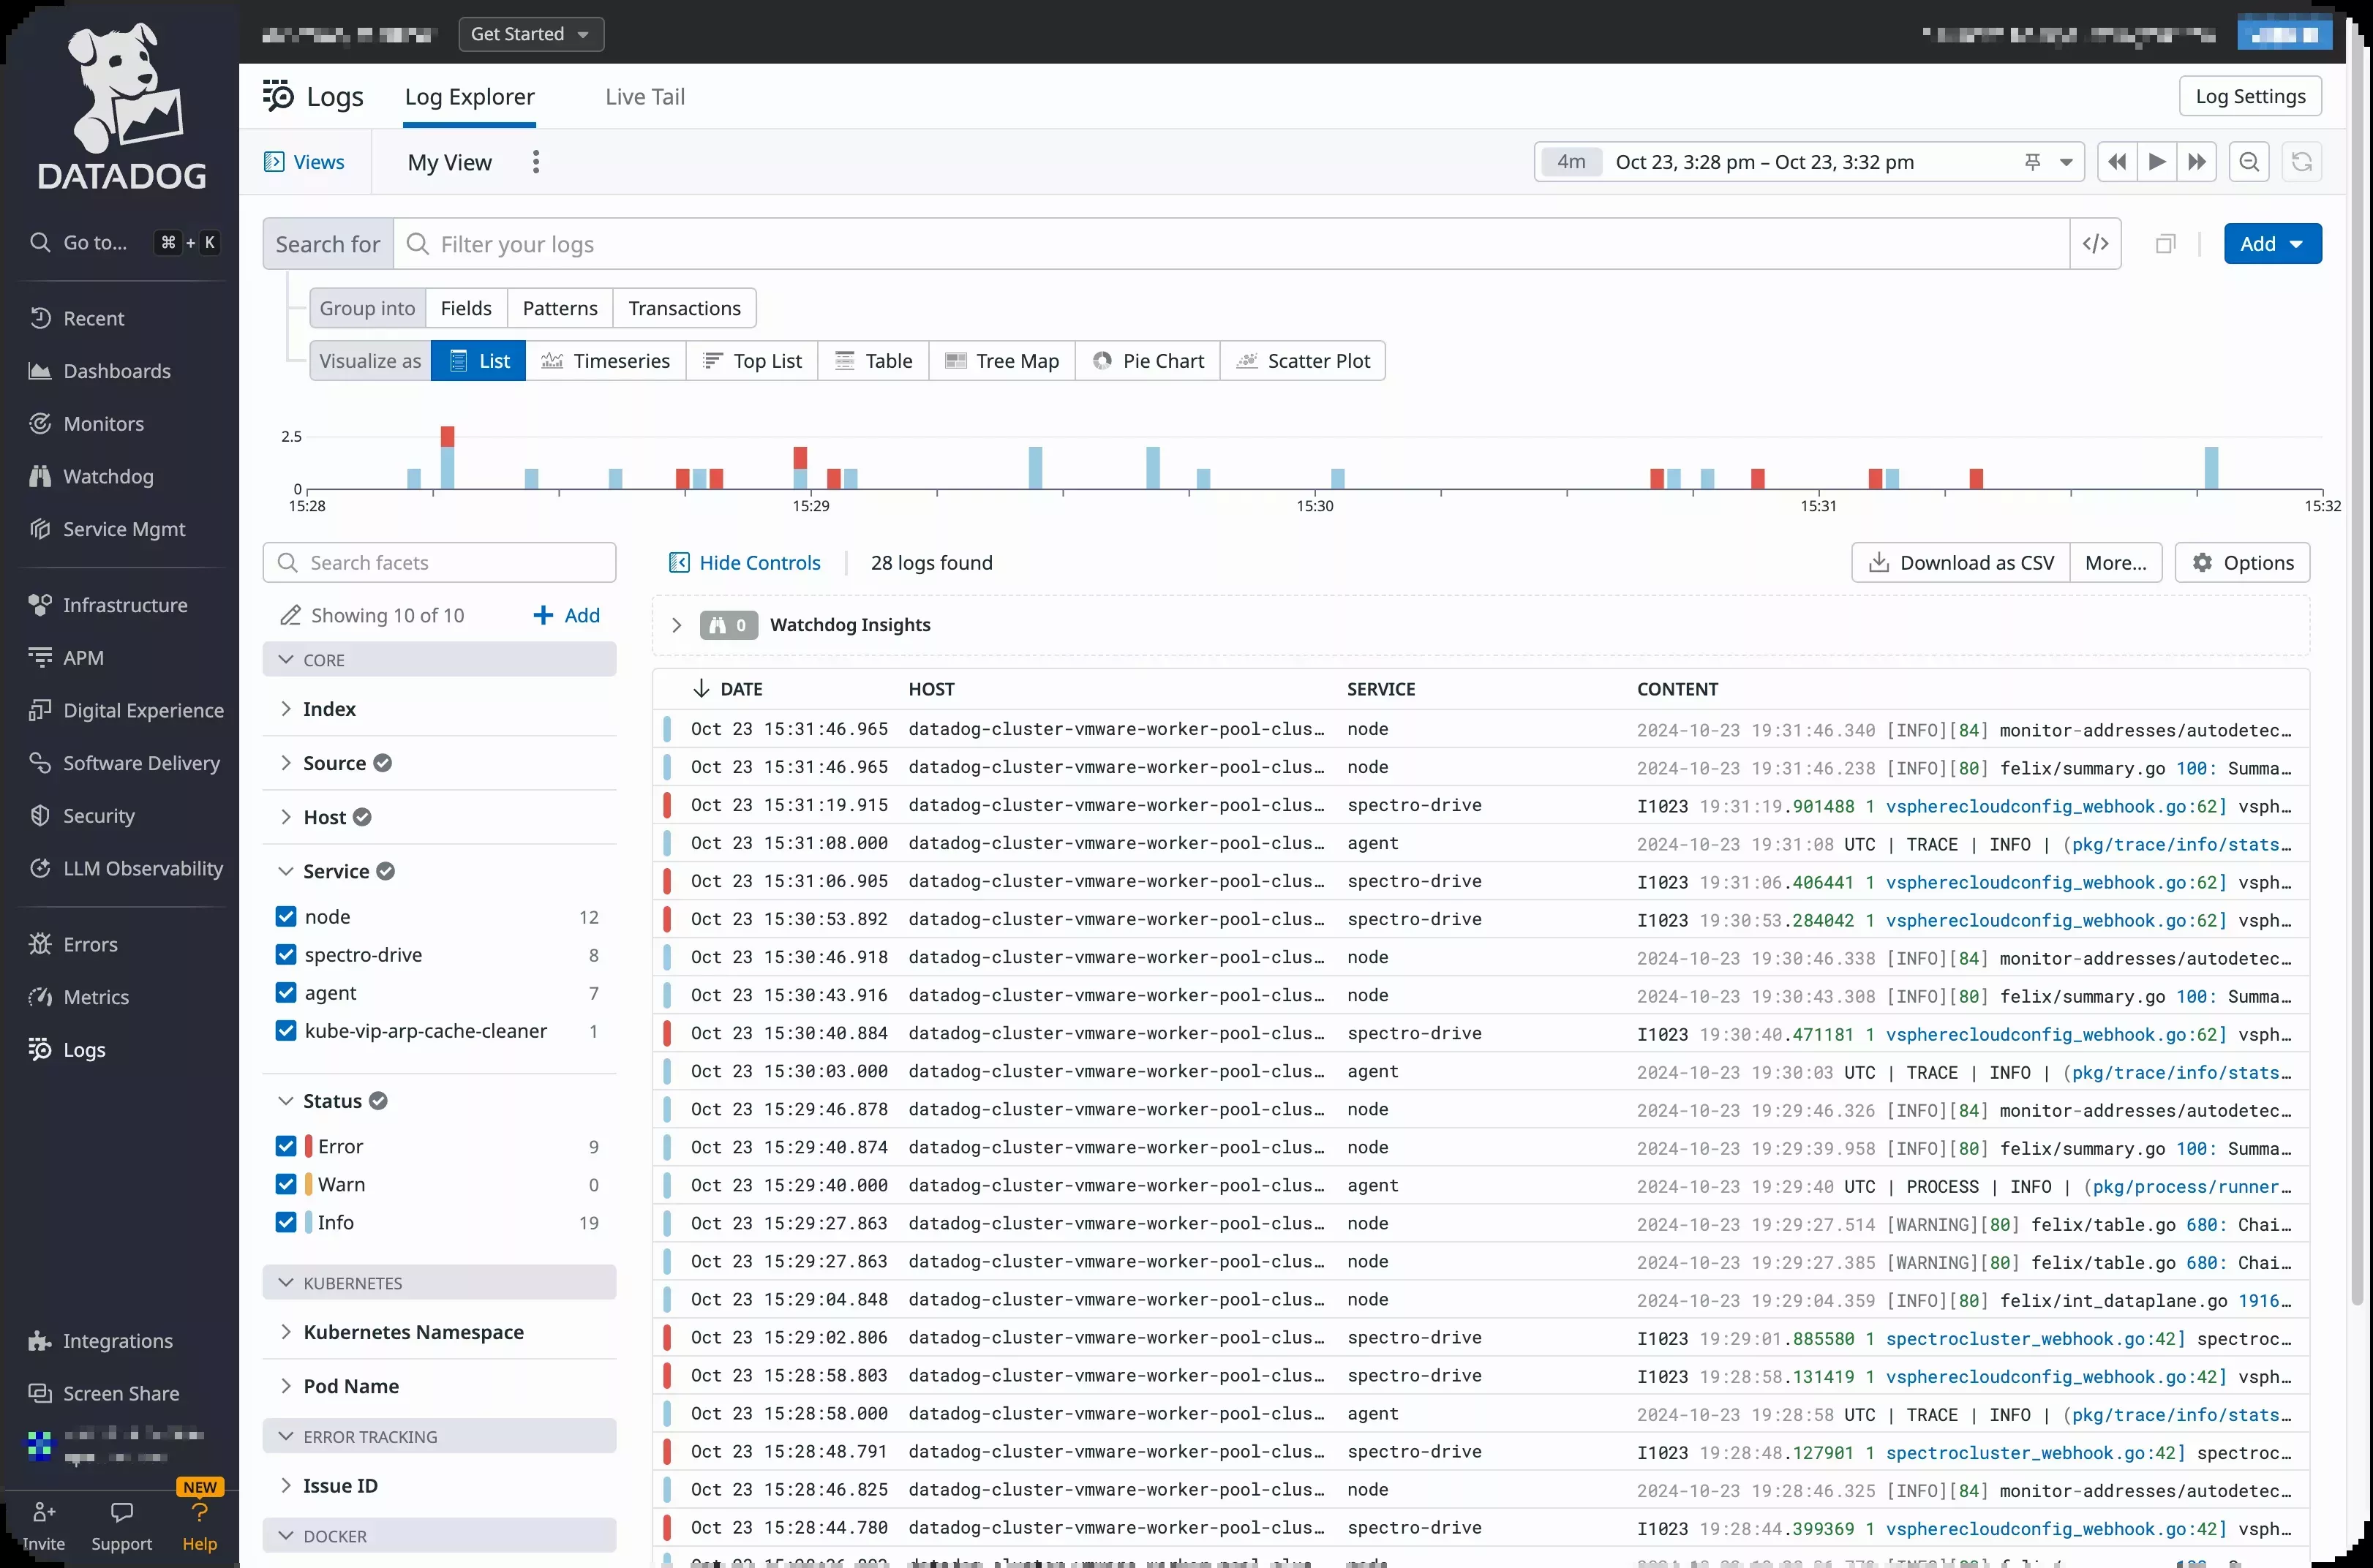 DATADOG
Go to... ⌘ + K
Recent
Dashboards
Monitors
Watchdog
Service Mgmt
Infrastructure
APM
Digital Experience
Software Delivery
Security
LLM Observability
Errors
Metrics
Logs
Integrations
Screen Share
NEW
Invite Support Help
Get Started
Logs Log Explorer Live Tail Log Settings
Views My View 4m Oct 23, 3:28 pm – Oct 23, 3:32 pm
Search for Filter your logs </> Add
Group into Fields Patterns Transactions
Visualize as List Timeseries Top List Table Tree Map Pie Chart Scatter Plot
2.5
0
15:28 15:29 15:30 15:31 15:32
Search facets
Showing 10 of 10 + Add
CORE
Index
Source
Host
Service
node 12
spectro-drive 8
agent 7
kube-vip-arp-cache-cleaner 1
Status
Error 9
Warn 0
Info 19
KUBERNETES
Kubernetes Namespace
Pod Name
ERROR TRACKING
Issue ID
DOCKER
Hide Controls 28 logs found Download as CSV More... Options
0 Watchdog Insights
DATE HOST SERVICE CONTENT
Oct 23 15:31:46.965 datadog-cluster-vmware-worker-pool-clus… node 2024-10-23 19:31:46.340 [INFO][84] monitor-addresses/autodetec…
Oct 23 15:31:46.965 datadog-cluster-vmware-worker-pool-clus… node 2024-10-23 19:31:46.238 [INFO][80] felix/summary.go 100: Summa…
Oct 23 15:31:19.915 datadog-cluster-vmware-worker-pool-clus… spectro-drive I1023 19:31:19.901488 1 vspherecloudconfig_webhook.go:62] vsph…
Oct 23 15:31:08.000 datadog-cluster-vmware-worker-pool-clus… agent 2024-10-23 19:31:08 UTC | TRACE | INFO | (pkg/trace/info/stats…
Oct 23 15:31:06.905 datadog-cluster-vmware-worker-pool-clus… spectro-drive I1023 19:31:06.406441 1 vspherecloudconfig_webhook.go:62] vsph…
Oct 23 15:30:53.892 datadog-cluster-vmware-worker-pool-clus… spectro-drive I1023 19:30:53.284042 1 vspherecloudconfig_webhook.go:62] vsph…
Oct 23 15:30:46.918 datadog-cluster-vmware-worker-pool-clus… node 2024-10-23 19:30:46.338 [INFO][84] monitor-addresses/autodetec…
Oct 23 15:30:43.916 datadog-cluster-vmware-worker-pool-clus… node 2024-10-23 19:30:43.308 [INFO][80] felix/summary.go 100: Summa…
Oct 23 15:30:40.884 datadog-cluster-vmware-worker-pool-clus… spectro-drive I1023 19:30:40.471181 1 vspherecloudconfig_webhook.go:62] vsph…
Oct 23 15:30:03.000 datadog-cluster-vmware-worker-pool-clus… agent 2024-10-23 19:30:03 UTC | TRACE | INFO | (pkg/trace/info/stats…
Oct 23 15:29:46.878 datadog-cluster-vmware-worker-pool-clus… node 2024-10-23 19:29:46.326 [INFO][84] monitor-addresses/autodetec…
Oct 23 15:29:40.874 datadog-cluster-vmware-worker-pool-clus… node 2024-10-23 19:29:39.958 [INFO][80] felix/summary.go 100: Summa…
Oct 23 15:29:40.000 datadog-cluster-vmware-worker-pool-clus… agent 2024-10-23 19:29:40 UTC | PROCESS | INFO | (pkg/process/runner…
Oct 23 15:29:27.863 datadog-cluster-vmware-worker-pool-clus… node 2024-10-23 19:29:27.514 [WARNING][80] felix/table.go 680: Chai…
Oct 23 15:29:27.863 datadog-cluster-vmware-worker-pool-clus… node 2024-10-23 19:29:27.385 [WARNING][80] felix/table.go 680: Chai…
Oct 23 15:29:04.848 datadog-cluster-vmware-worker-pool-clus… node 2024-10-23 19:29:04.359 [INFO][80] felix/int_dataplane.go 1916…
Oct 23 15:29:02.806 datadog-cluster-vmware-worker-pool-clus… spectro-drive I1023 19:29:01.885580 1 spectrocluster_webhook.go:42] spectroc…
Oct 23 15:28:58.803 datadog-cluster-vmware-worker-pool-clus… spectro-drive I1023 19:28:58.131419 1 vspherecloudconfig_webhook.go:42] vsph…
Oct 23 15:28:58.000 datadog-cluster-vmware-worker-pool-clus… agent 2024-10-23 19:28:58 UTC | TRACE | INFO | (pkg/trace/info/stats…
Oct 23 15:28:48.791 datadog-cluster-vmware-worker-pool-clus… spectro-drive I1023 19:28:48.127901 1 spectrocluster_webhook.go:42] spectroc…
Oct 23 15:28:46.825 datadog-cluster-vmware-worker-pool-clus… node 2024-10-23 19:28:46.325 [INFO][84] monitor-addresses/autodetec…
Oct 23 15:28:44.780 datadog-cluster-vmware-worker-pool-clus… spectro-drive I1023 19:28:44.399369 1 vspherecloudconfig_webhook.go:42] vsph…